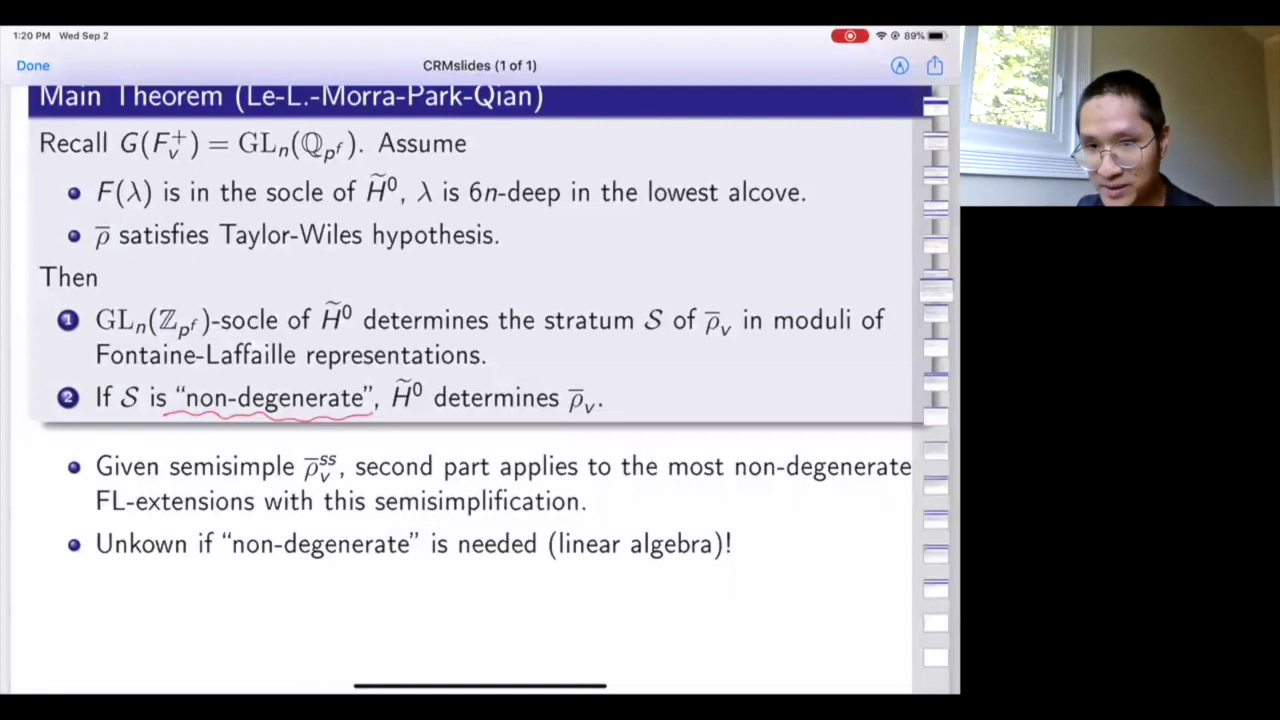 1:20 PM Wed Sep 2
89%
Done
CRMslides (1 of 1)
Main Theorem (Le-L.-Morra-Park-Qian)
Recall G(F_v^+) = GL_n(ℚ_{p^f}). Assume
F(λ) is in the socle of H̃^0, λ is 6n-deep in the lowest alcove.
ρ̅ satisfies Taylor-Wiles hypothesis.
Then
1 GL_n(ℤ_{p^f})-socle of H̃^0 determines the stratum 𝒮 of ρ̅_v in moduli of
Fontaine-Laffaille representations.
2 If 𝒮 is “non-degenerate”, H̃^0 determines ρ̅_v.
Given semisimple ρ̅_v^{ss}, second part applies to the most non-degenerate
FL-extensions with this semisimplification.
Unkown if “non-degenerate” is needed (linear algebra)!